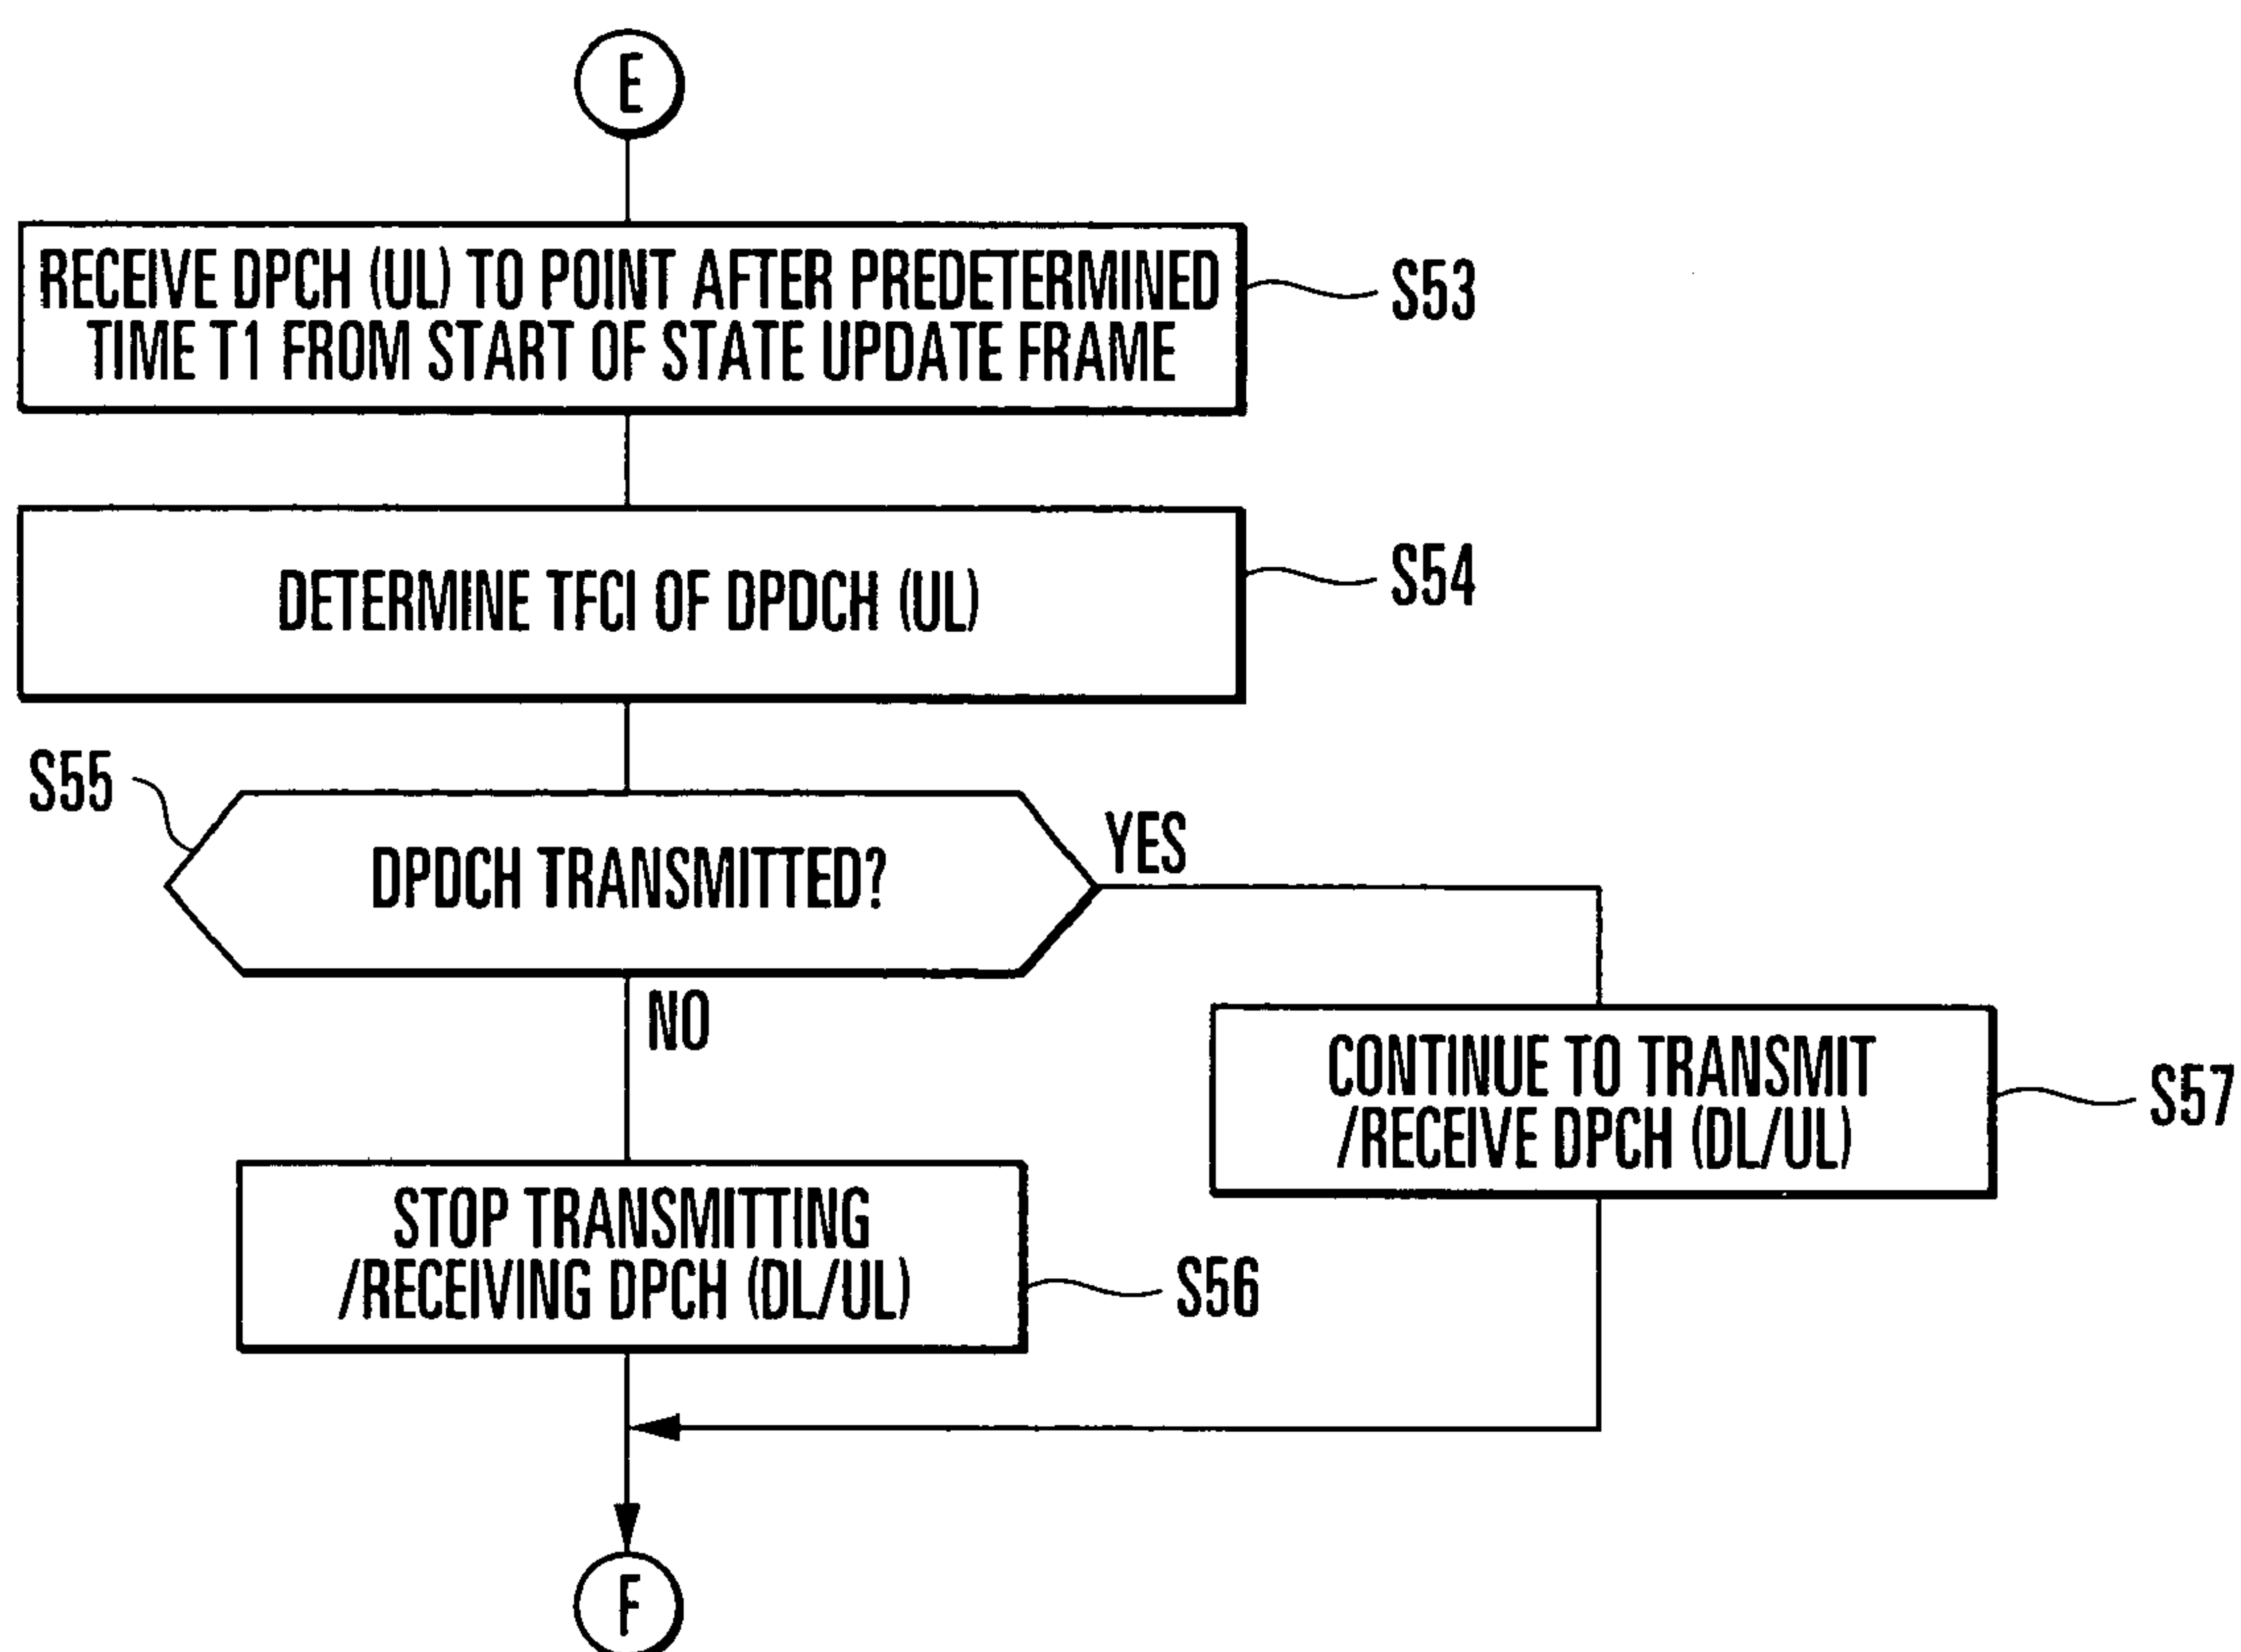 E
RECEIVE DPCH (UL) TO POINT AFTER PREDETERMINED
TIME T1 FROM START OF STATE UPDATE FRAME
S53
DETERMINE TFCI OF DPDCH (UL)
S54
S55
DPDCH TRANSMITTED?
YES
NO
CONTINUE TO TRANSMIT
/RECEIVE DPCH (DL/UL)
S57
STOP TRANSMITTING
/RECEIVING DPCH (DL/UL)
S56
F